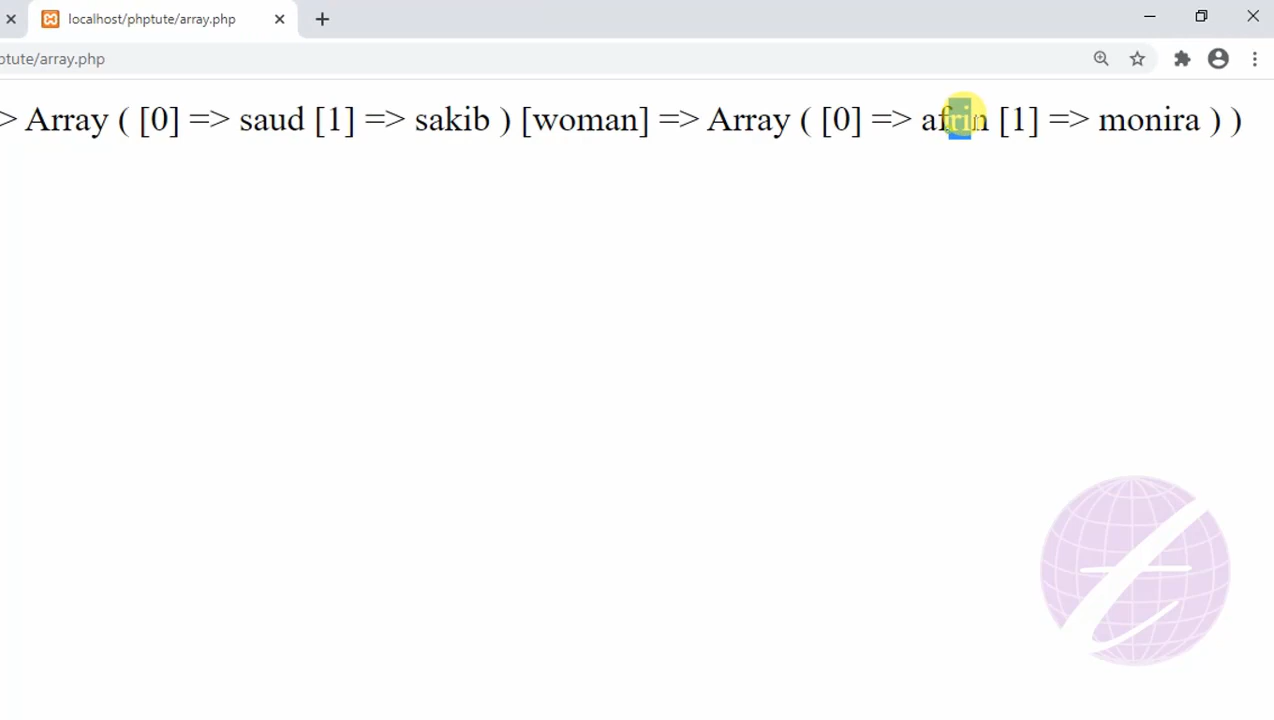 localhost/phptute/array.php
ptute/array.php
> Array ( [0] => saud [1] => sakib ) [woman] => Array ( [0] => afrin [1] => monira ) )